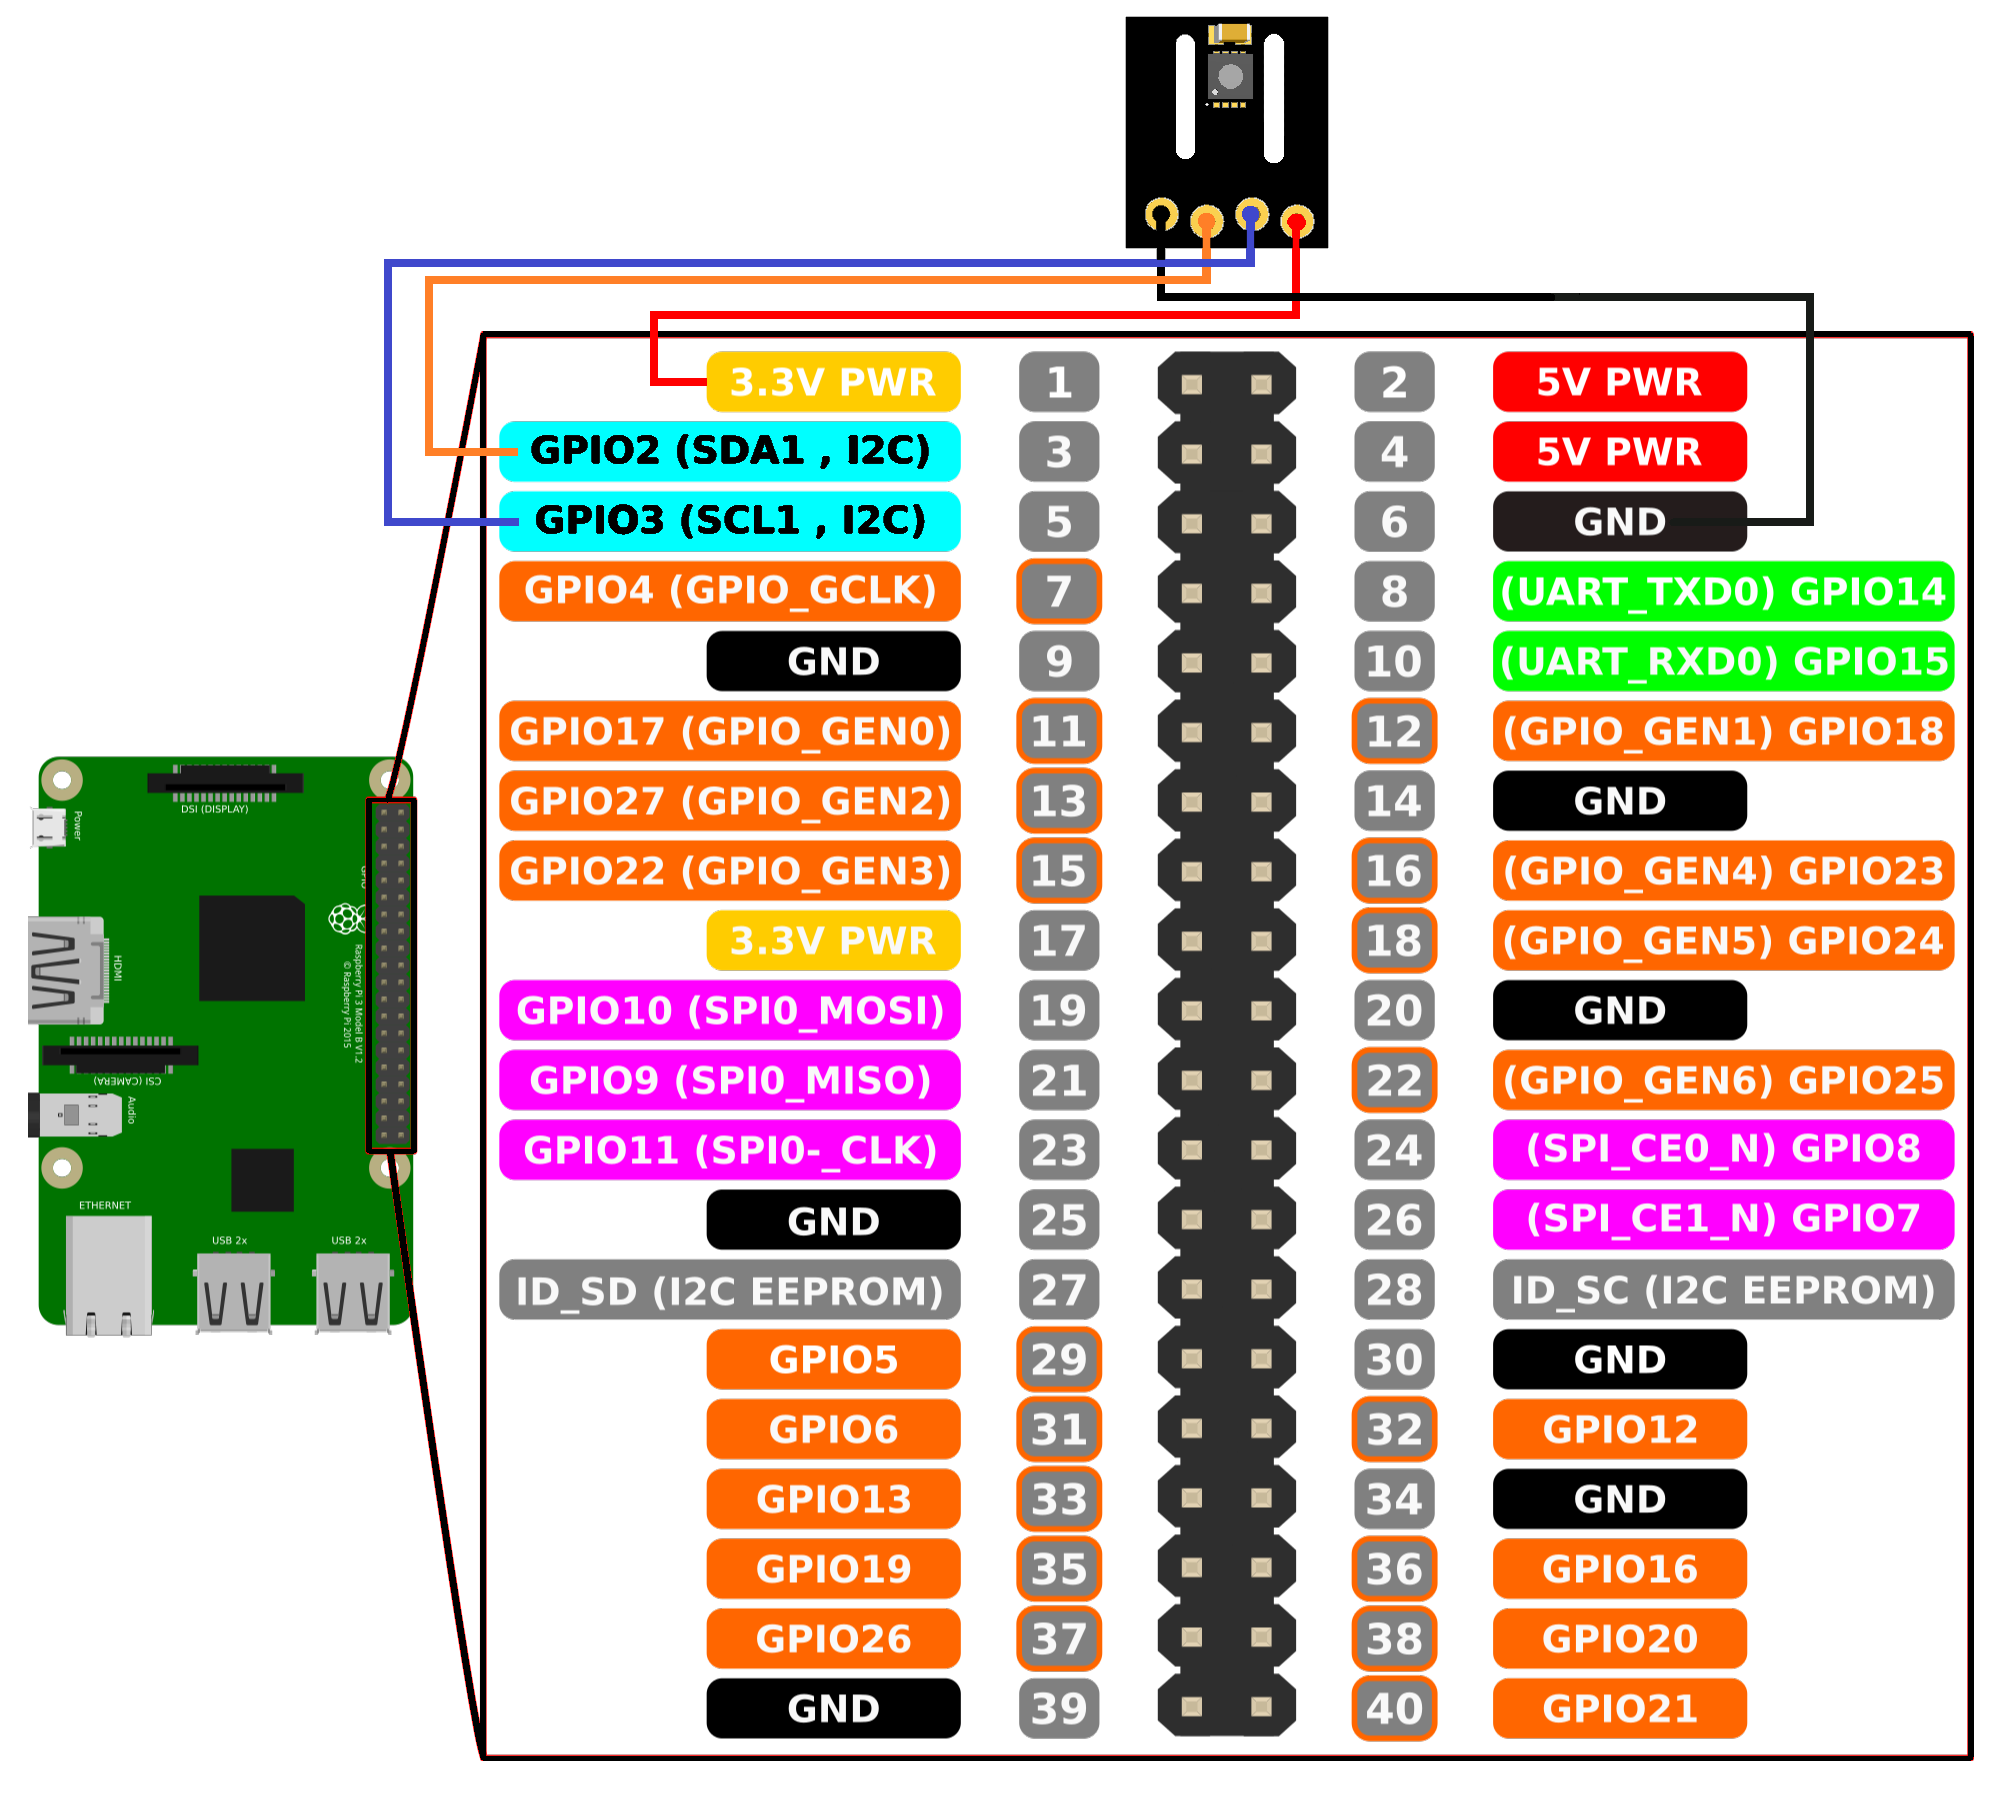 3.3V PWR 1 2 5V PWR
GPIO2 (SDA1 , I2C) 3 4 5V PWR
GPIO3 (SCL1 , I2C) 5 6 GND
GPIO4 (GPIO_GCLK) 7 8 (UART_TXD0) GPIO14
GND 9 10 (UART_RXD0) GPIO15
GPIO17 (GPIO_GEN0) 11 12 (GPIO_GEN1) GPIO18
GPIO27 (GPIO_GEN2) 13 14 GND
GPIO22 (GPIO_GEN3) 15 16 (GPIO_GEN4) GPIO23
3.3V PWR 17 18 (GPIO_GEN5) GPIO24
GPIO10 (SPI0_MOSI) 19 20 GND
GPIO9 (SPI0_MISO) 21 22 (GPIO_GEN6) GPIO25
GPIO11 (SPI0-_CLK) 23 24 (SPI_CE0_N) GPIO8
GND 25 26 (SPI_CE1_N) GPIO7
ID_SD (I2C EEPROM) 27 28 ID_SC (I2C EEPROM)
GPIO5 29 30 GND
GPIO6 31 32 GPIO12
GPIO13 33 34 GND
GPIO19 35 36 GPIO16
GPIO26 37 38 GPIO20
GND 39 40 GPIO21
DSI (DISPLAY)
Power
GPIO
HDMI
Raspberry Pi 3 Model B V1.2
© Raspberry Pi 2015
CSI (CAMERA)
Audio
ETHERNET
USB 2x
USB 2x